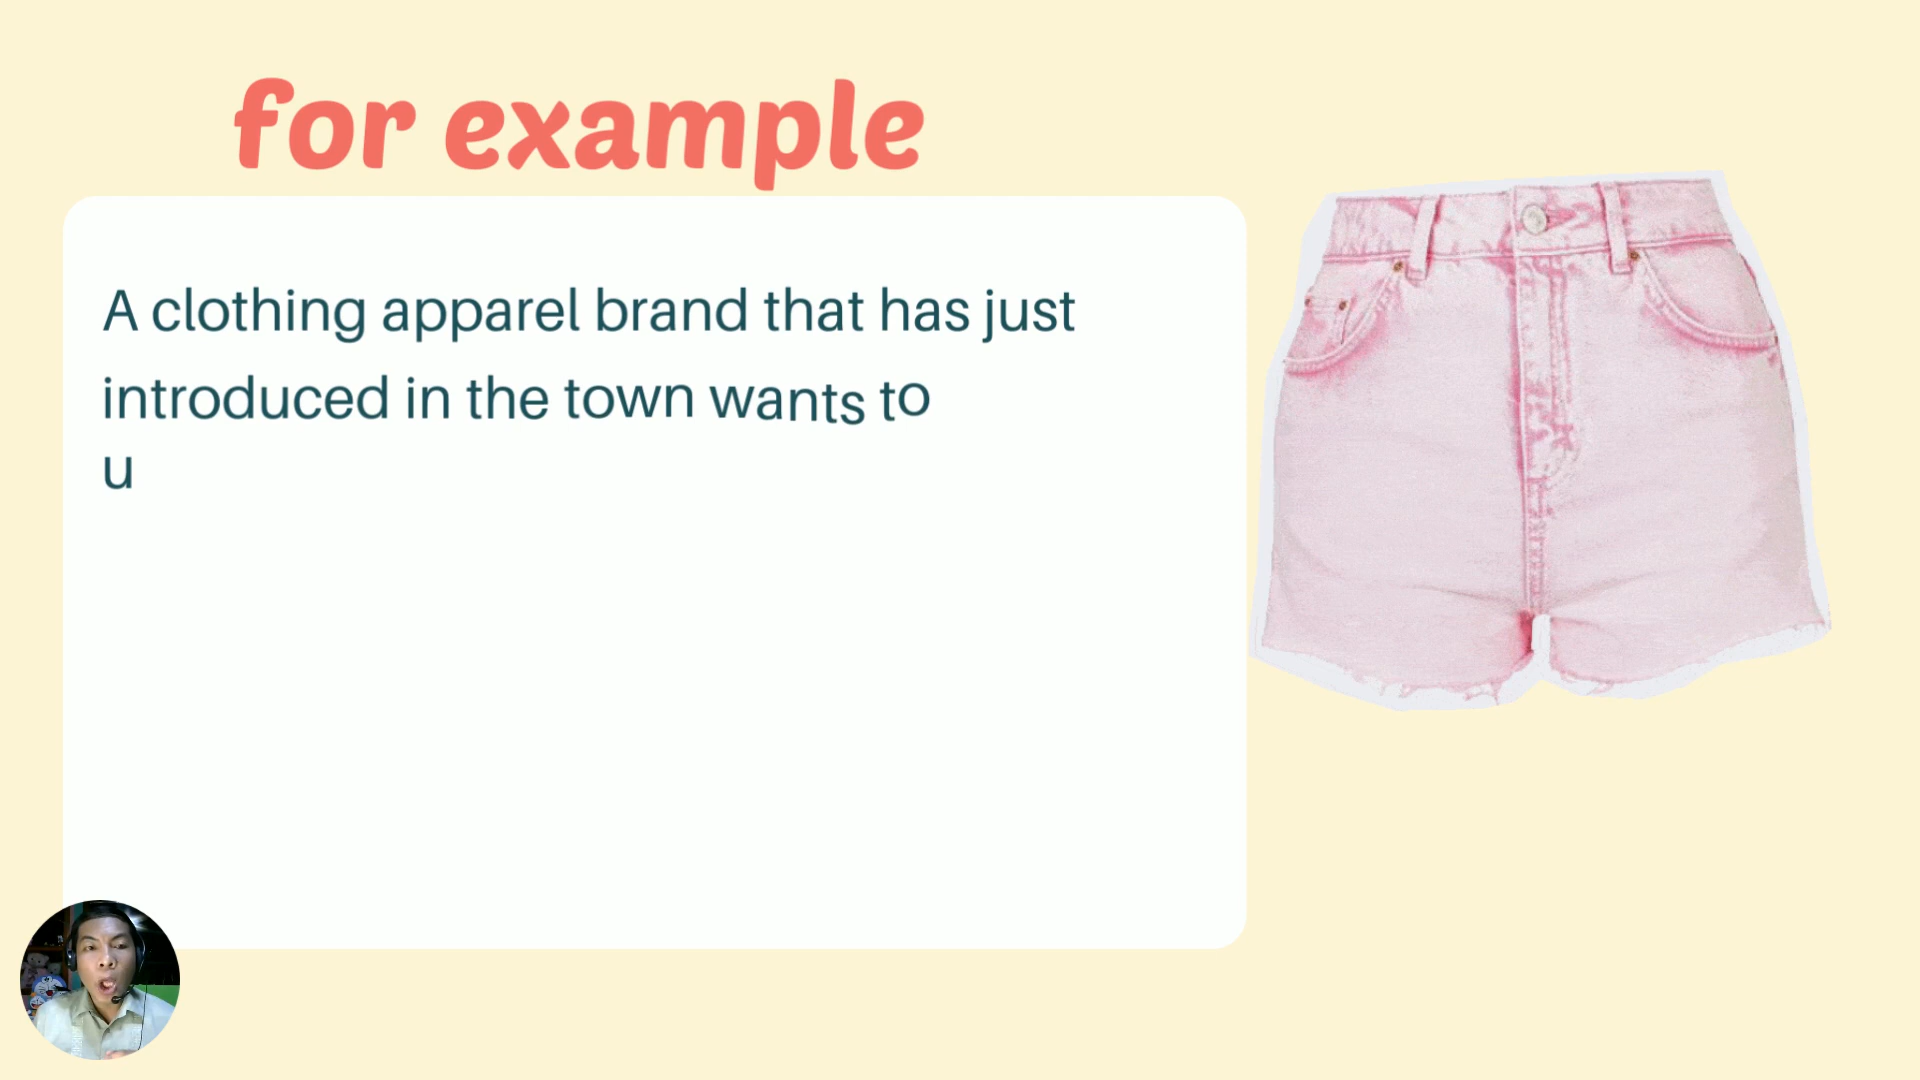 for example
A clothing apparel brand that has just
introduced in the town wants to
u